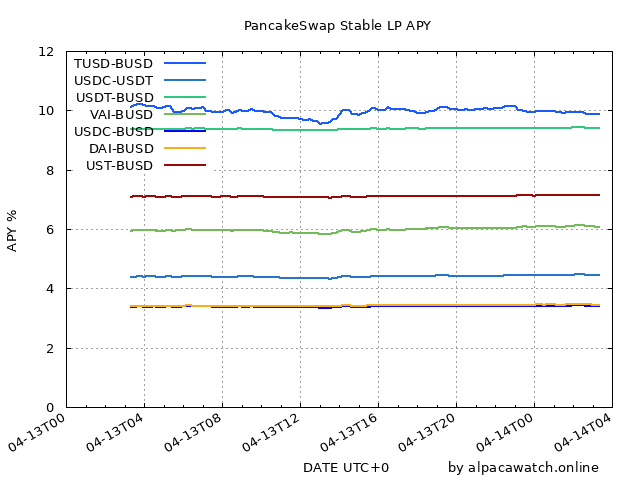 PancakeSwap Stable LP APY
12
10
8
6
4
2
0
APY %
TUSD-BUSD
USDC-USDT
USDT-BUSD
VAI-BUSD
USDC-BUSD
DAI-BUSD
UST-BUSD
04-13T00
04-13T04
04-13T08
04-13T12
04-13T16
04-13T20
04-14T00
04-14T04
DATE UTC+0
by alpacawatch.online